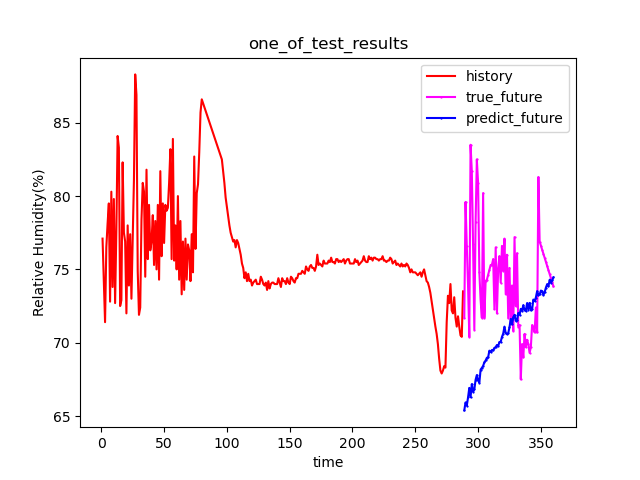 one_of_test_results
history
true_future
predict_future
Relative Humidity(%)
85
80
75
70
65
0 50 100 150 200 250 300 350
time